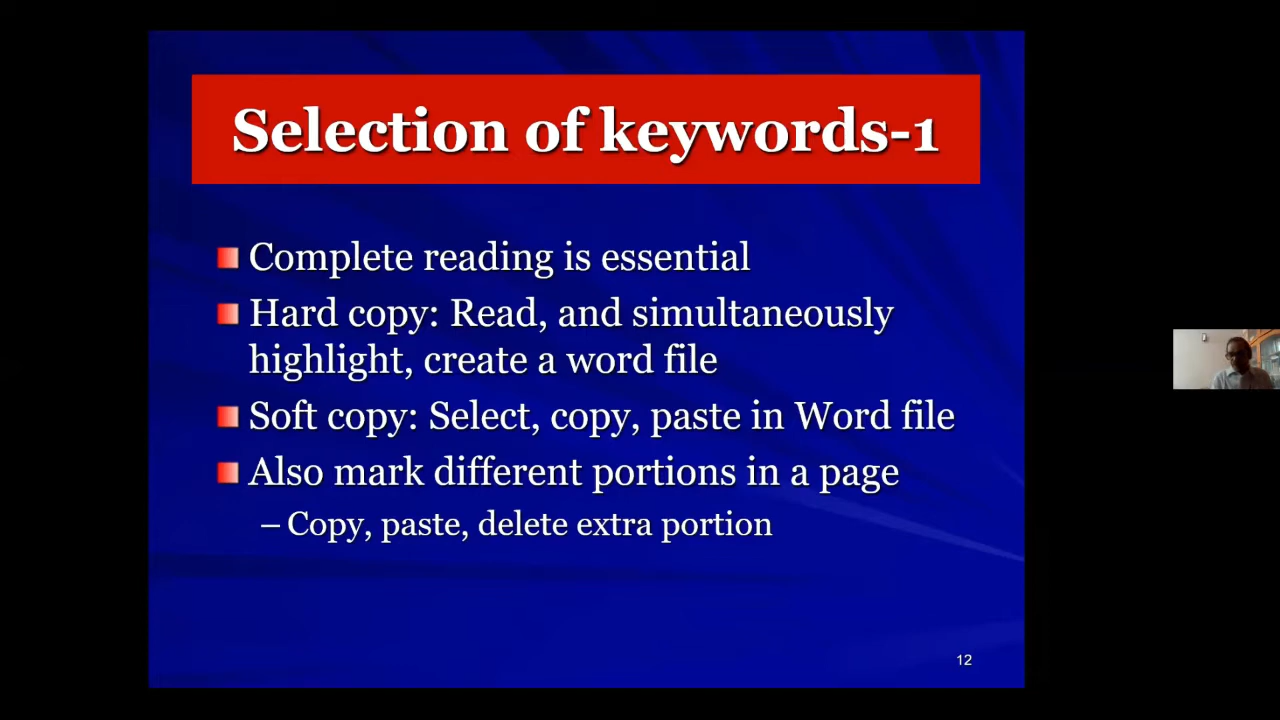 Selection of keywords-1
Complete reading is essential
Hard copy: Read, and simultaneously
highlight, create a word file
Soft copy: Select, copy, paste in Word file
Also mark different portions in a page
– Copy, paste, delete extra portion
12